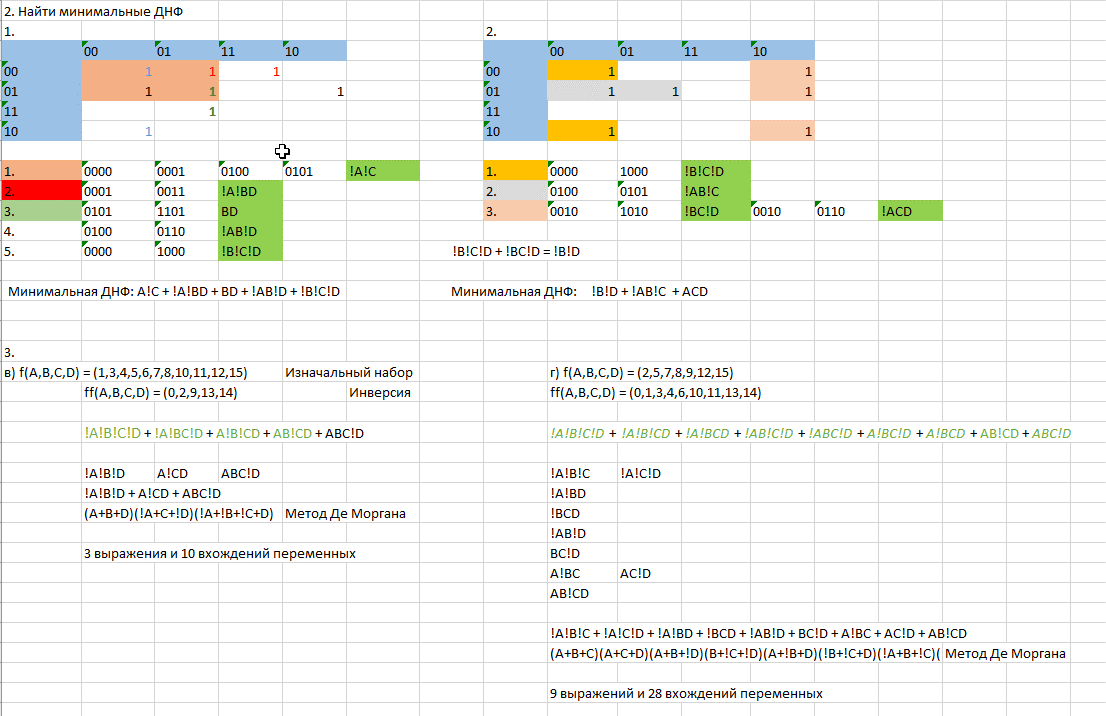 2. Найти минимальные ДНФ
1. 2.
00 01 11 10 00 01 11 10
00 1 1 1 00 1 1
01 1 1 1 01 1 1 1
11 1 11
10 1 10 1 1
1. 0000 0001 0100 0101 !A!C 1. 0000 1000 !B!C!D
2. 0001 0011 !A!BD 2. 0100 0101 !AB!C
3. 0101 1101 BD 3. 0010 1010 !BC!D 0010 0110 !ACD
4. 0100 0110 !AB!D
5. 0000 1000 !B!C!D !B!C!D + !BC!D = !B!D
Минимальная ДНФ: A!C + !A!BD + BD + !AB!D + !B!C!D Минимальная ДНФ: !B!D + !AB!C + ACD
3.
в) f(A,B,C,D) = (1,3,4,5,6,7,8,10,11,12,15) Изначальный набор г) f(A,B,C,D) = (2,5,7,8,9,12,15)
ff(A,B,C,D) = (0,2,9,13,14) Инверсия ff(A,B,C,D) = (0,1,3,4,6,10,11,13,14)
!A!B!C!D + !A!BC!D + A!B!CD + AB!CD + ABC!D !A!B!C!D + !A!B!CD + !A!BCD + !AB!C!D + !ABC!D + A!BC!D + A!BCD + AB!CD + ABC!D
!A!B!D A!CD ABC!D !A!B!C !A!C!D
!A!B!D + A!CD + ABC!D !A!BD
(A+B+D)(!A+C+!D)(!A+!B+!C+D) Метод Де Моргана !BCD
!AB!D
3 выражения и 10 вхождений переменных BC!D
A!BC AC!D
AB!CD
!A!B!C + !A!C!D + !A!BD + !BCD + !AB!D + BC!D + A!BC + AC!D + AB!CD
(A+B+C)(A+C+D)(A+B+!D)(B+!C+!D)(A+!B+D)(!B+!C+D)(!A+B+!C)( Метод Де Моргана
9 выражений и 28 вхождений переменных